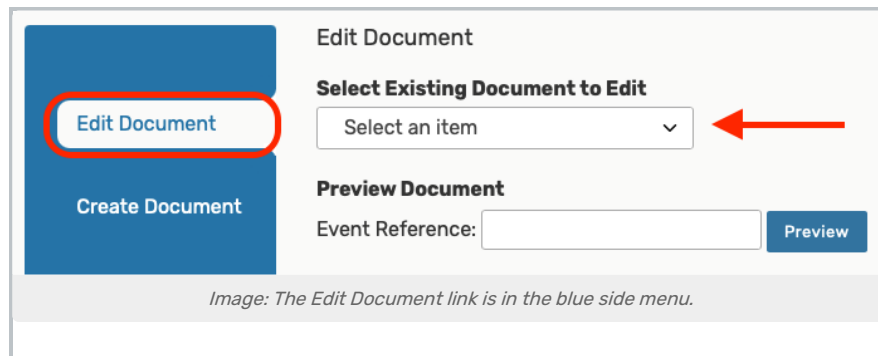 Edit Document
Create Document
Edit Document
Select Existing Document to Edit
Select an item
Preview Document
Event Reference:
Preview
Image: The Edit Document link is in the blue side menu.